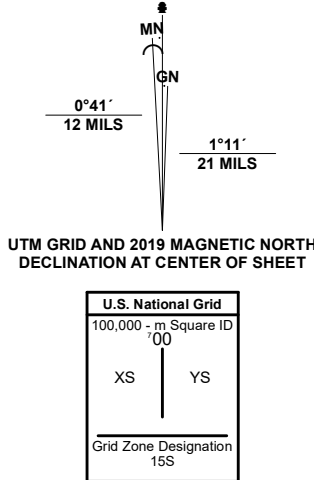 MN
GN
0°41´
12 MILS
1°11´
21 MILS
UTM GRID AND 2019 MAGNETIC NORTH
DECLINATION AT CENTER OF SHEET
U.S. National Grid
100,000 - m Square ID
⁷00
XS YS
Grid Zone Designation
15S